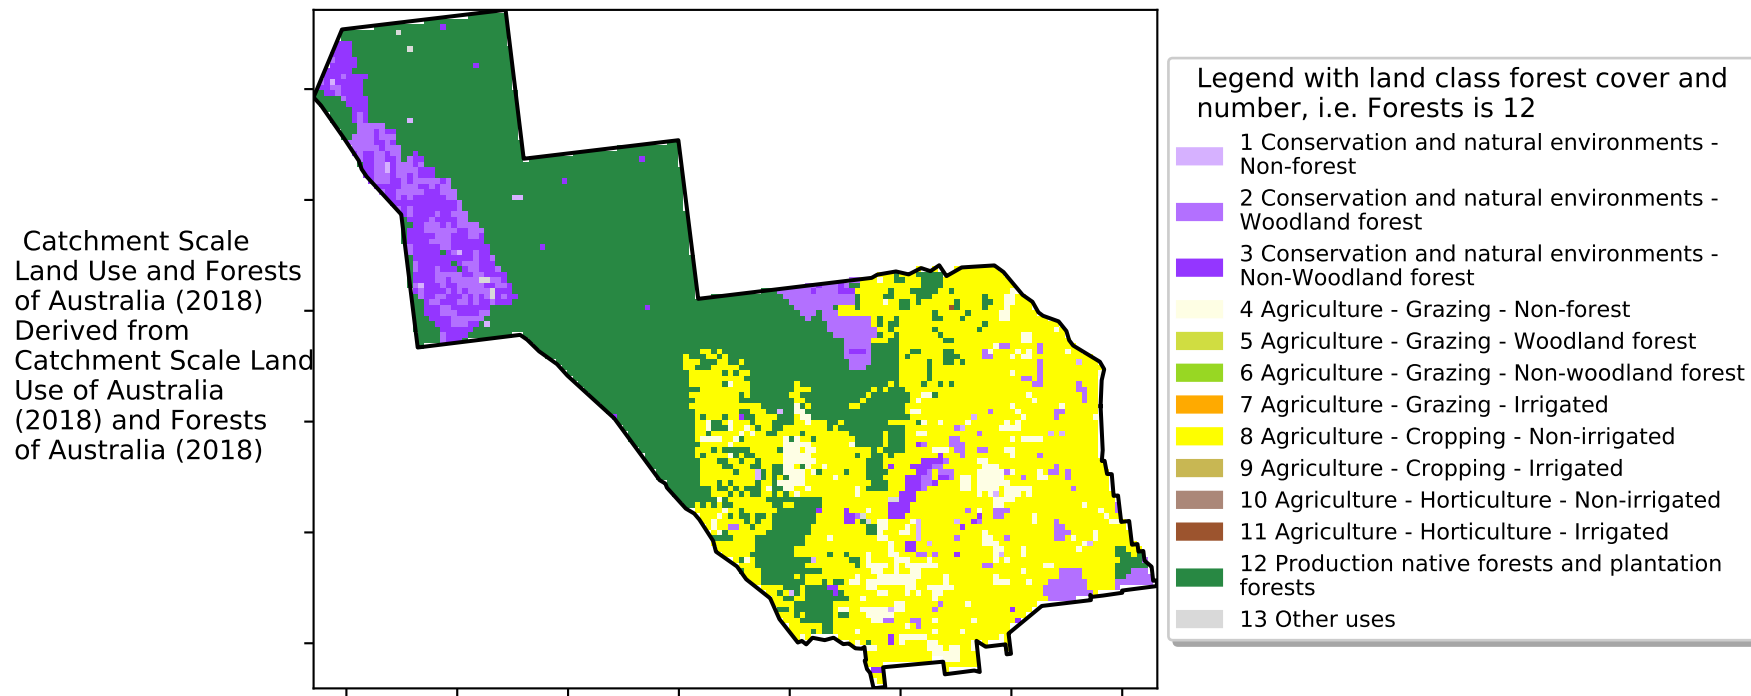 Catchment Scale
Land Use and Forests
of Australia (2018)
Derived from
Catchment Scale Land
Use of Australia
(2018) and Forests
of Australia (2018)
Legend with land class forest cover and
number, i.e. Forests is 12
1 Conservation and natural environments -
Non-forest
2 Conservation and natural environments -
Woodland forest
3 Conservation and natural environments -
Non-Woodland forest
4 Agriculture - Grazing - Non-forest
5 Agriculture - Grazing - Woodland forest
6 Agriculture - Grazing - Non-woodland forest
7 Agriculture - Grazing - Irrigated
8 Agriculture - Cropping - Non-irrigated
9 Agriculture - Cropping - Irrigated
10 Agriculture - Horticulture - Non-irrigated
11 Agriculture - Horticulture - Irrigated
12 Production native forests and plantation
forests
13 Other uses